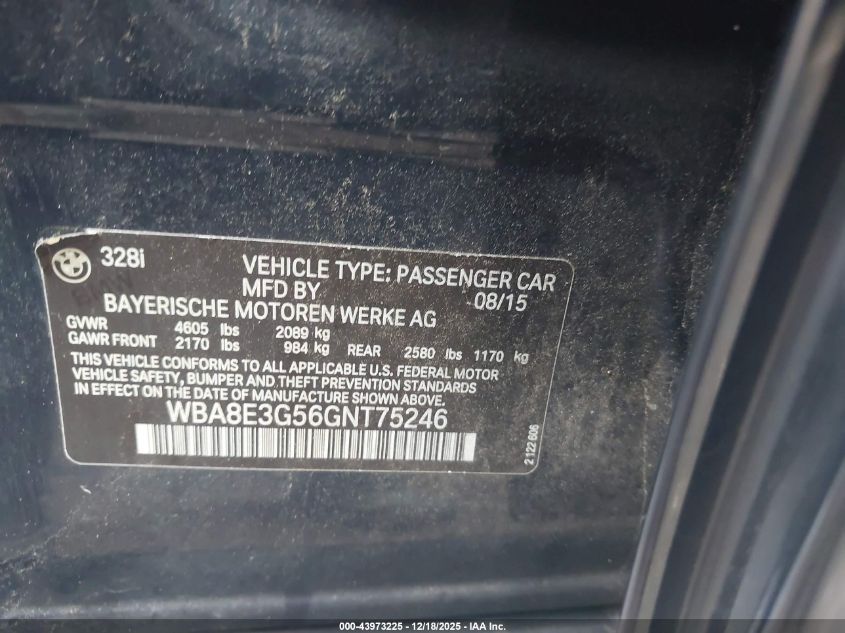 328i
VEHICLE TYPE: PASSENGER CAR
MFD BY 08/15
BAYERISCHE MOTOREN WERKE AG
GVWR 4605 lbs 2089 kg
GAWR FRONT 2170 lbs 984 kg REAR 2580 lbs 1170 kg
THIS VEHICLE CONFORMS TO ALL APPLICABLE U.S. FEDERAL MOTOR
VEHICLE SAFETY, BUMPER AND THEFT PREVENTION STANDARDS
IN EFFECT ON THE DATE OF MANUFACTURE SHOWN ABOVE.
WBA8E3G56GNT75246
2 122 606
000-43973225 - 12/18/2025 - IAA Inc.